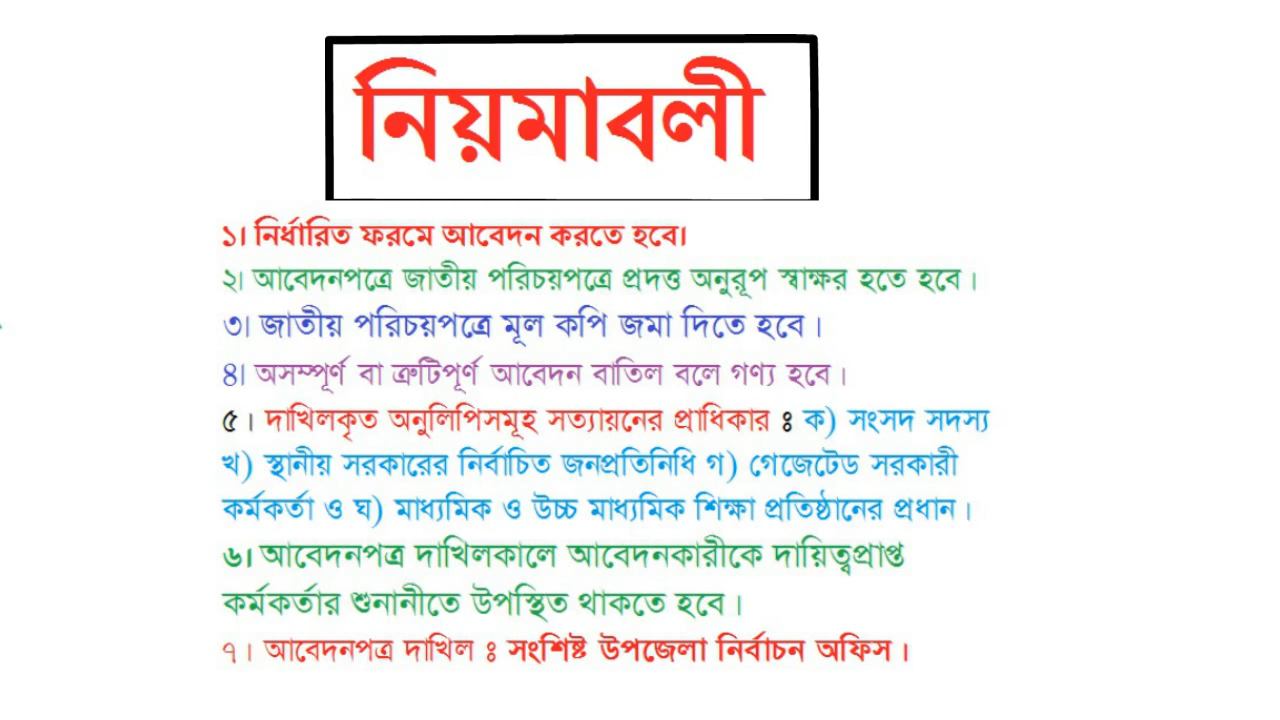 নিয়মাবলী
১। নির্ধারিত ফরমে আবেদন করতে হবে।
২। আবেদনপত্রে জাতীয় পরিচয়পত্রে প্রদত্ত অনুরূপ স্বাক্ষর হতে হবে।
৩। জাতীয় পরিচয়পত্রে মূল কপি জমা দিতে হবে।
৪। অসম্পূর্ণ বা ত্রুটিপূর্ণ আবেদন বাতিল বলে গণ্য হবে।
৫। দাখিলকৃত অনুলিপিসমূহ সত্যায়নের প্রাধিকার ঃ ক) সংসদ সদস্য
খ) স্থানীয় সরকারের নির্বাচিত জনপ্রতিনিধি গ) গেজেটেড সরকারী
কর্মকর্তা ও ঘ) মাধ্যমিক ও উচ্চ মাধ্যমিক শিক্ষা প্রতিষ্ঠানের প্রধান।
৬। আবেদনপত্র দাখিলকালে আবেদনকারীকে দায়িত্বপ্রাপ্ত
কর্মকর্তার শুনানীতে উপস্থিত থাকতে হবে।
৭। আবেদনপত্র দাখিল ঃ সংশিষ্ট উপজেলা নির্বাচন অফিস।